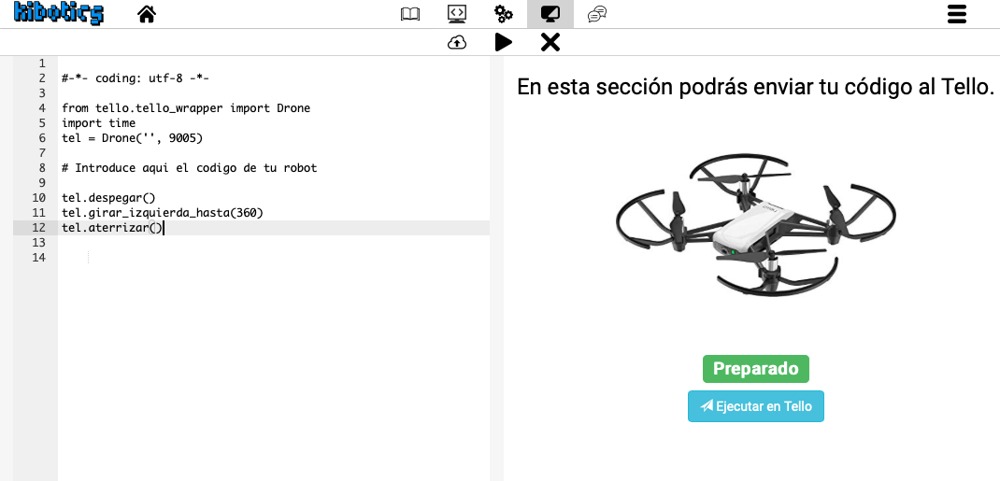 kibotics
1
2 #-*- coding: utf-8 -*-
3
4 from tello.tello_wrapper import Drone
5 import time
6 tel = Drone('', 9005)
7
8 # Introduce aqui el codigo de tu robot
9
10 tel.despegar()
11 tel.girar_izquierda_hasta(360)
12 tel.aterrizar()
13
14
En esta sección podrás enviar tu código al Tello.
Preparado
Ejecutar en Tello